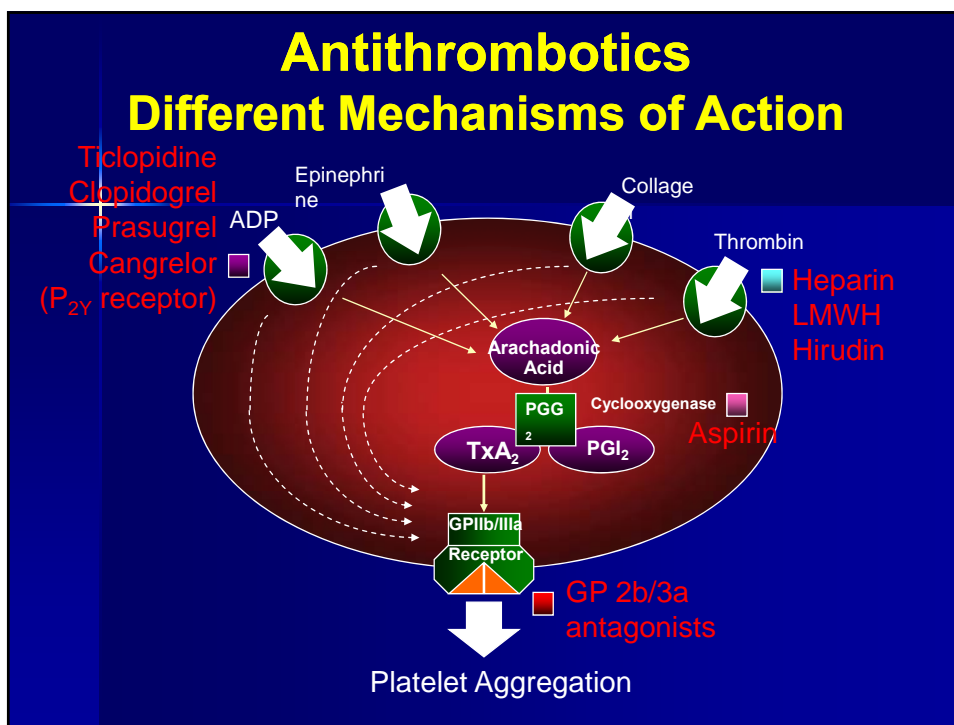 Antithrombotics
Different Mechanisms of Action
Ticlopidine
Clopidogrel
Prasugrel
Cangrelor
(P2Y receptor)
ADP
Epinephri
ne
Collage
Thrombin
Heparin
LMWH
Hirudin
Arachadonic
Acid
PGG
2
Cyclooxygenase
Aspirin
TxA2
PGI2
GPIIb/IIIa
Receptor
GP 2b/3a
antagonists
Platelet Aggregation